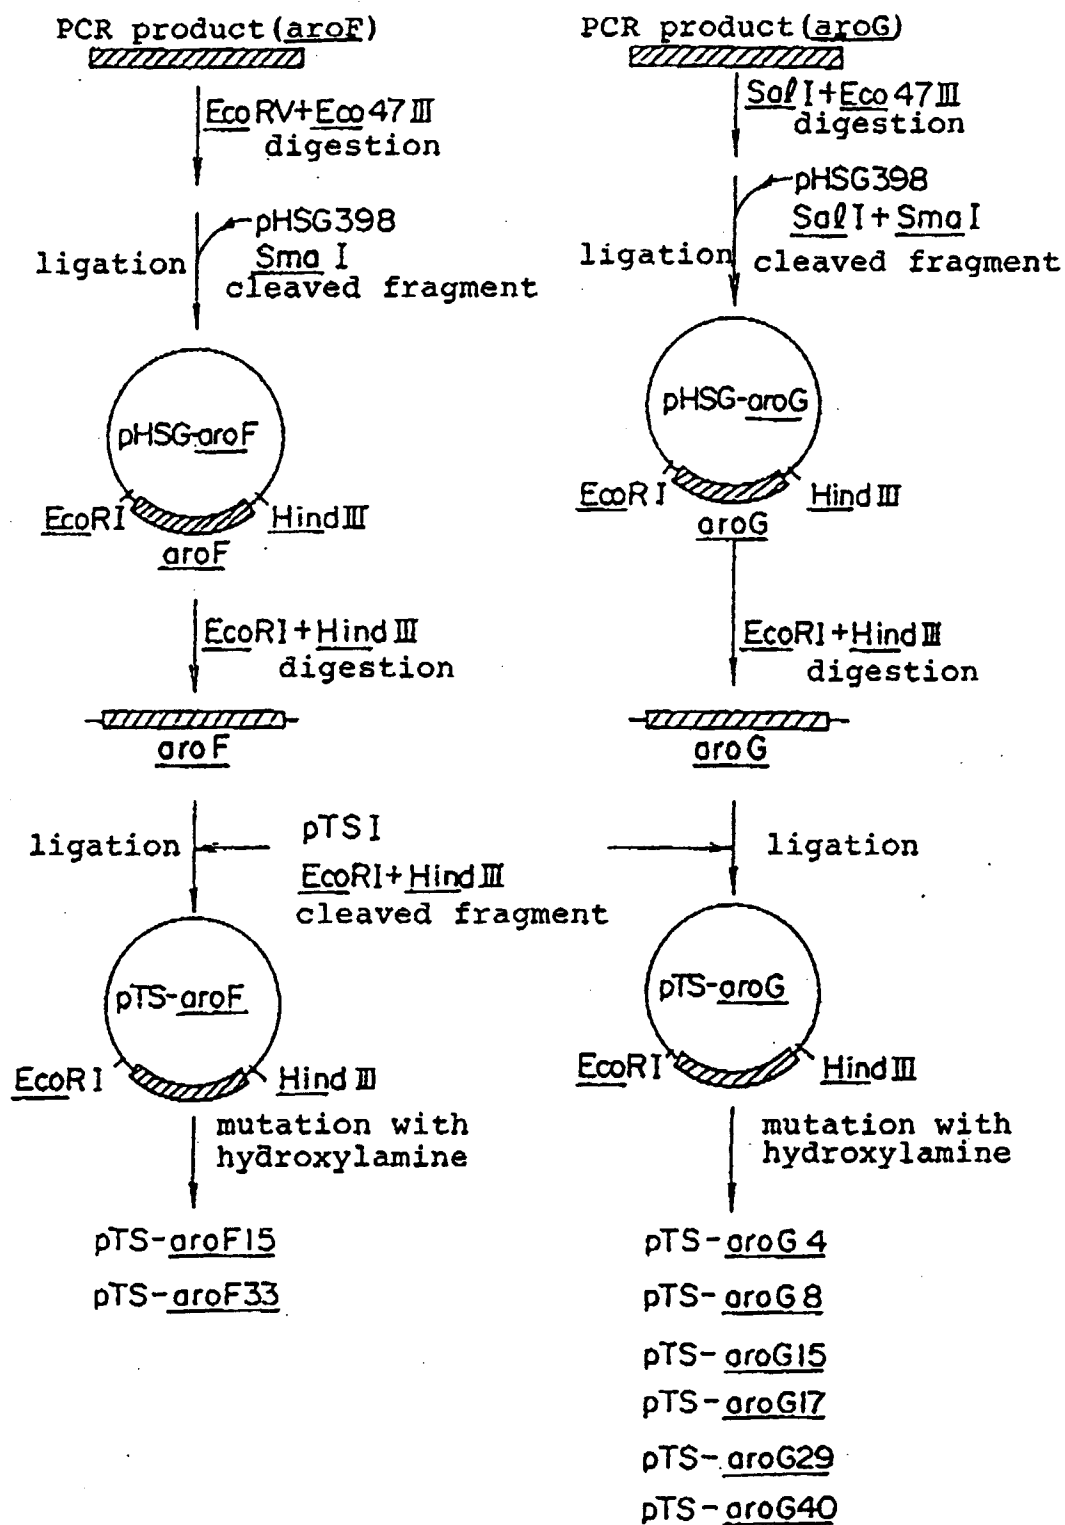 PCR product (aroF)
EcoRV+Eco47III
digestion
pHSG398
ligation
Sma I
cleaved fragment
pHSG-aroF
EcoRI
HindIII
aroF
EcoRI+HindIII
digestion
aroF
ligation
pTSI
EcoRI+HindIII
cleaved fragment
pTS-aroF
EcoRI
HindIII
mutation with
hydroxylamine
pTS-aroF15
pTS-aroF33
PCR product (aroG)
SalI+Eco47III
digestion
pHSG398
SalI+SmaI
ligation
cleaved fragment
pHSG-aroG
EcoRI
HindIII
aroG
EcoRI+HindIII
digestion
aroG
ligation
pTS-aroG
EcoRI
HindIII
mutation with
hydroxylamine
pTS-aroG4
pTS-aroG8
pTS-aroG15
pTS-aroG17
pTS-aroG29
pTS-aroG40